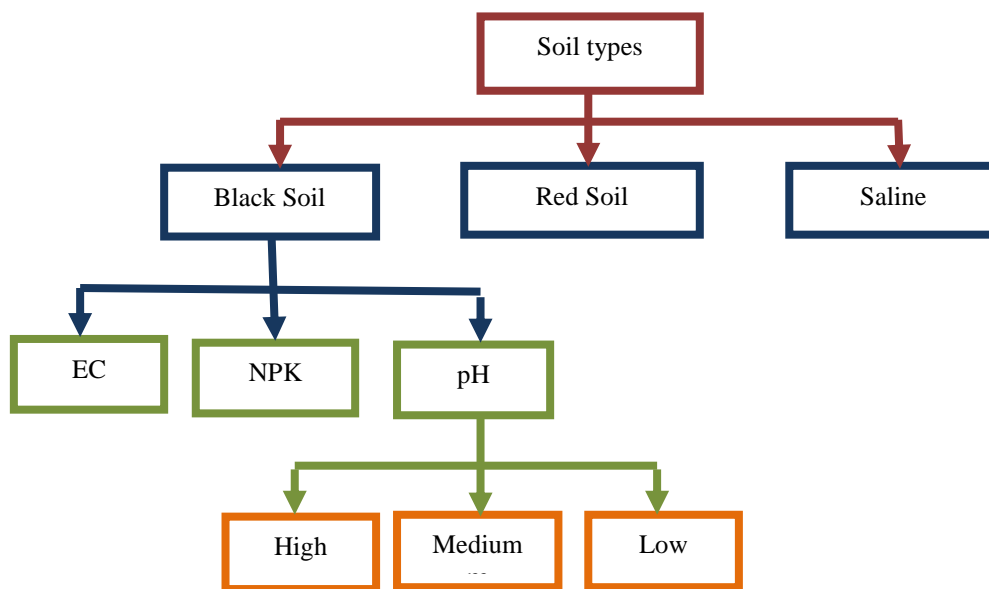 Soil types
Black Soil
Red Soil
Saline
EC
NPK
pH
High
Medium
Low